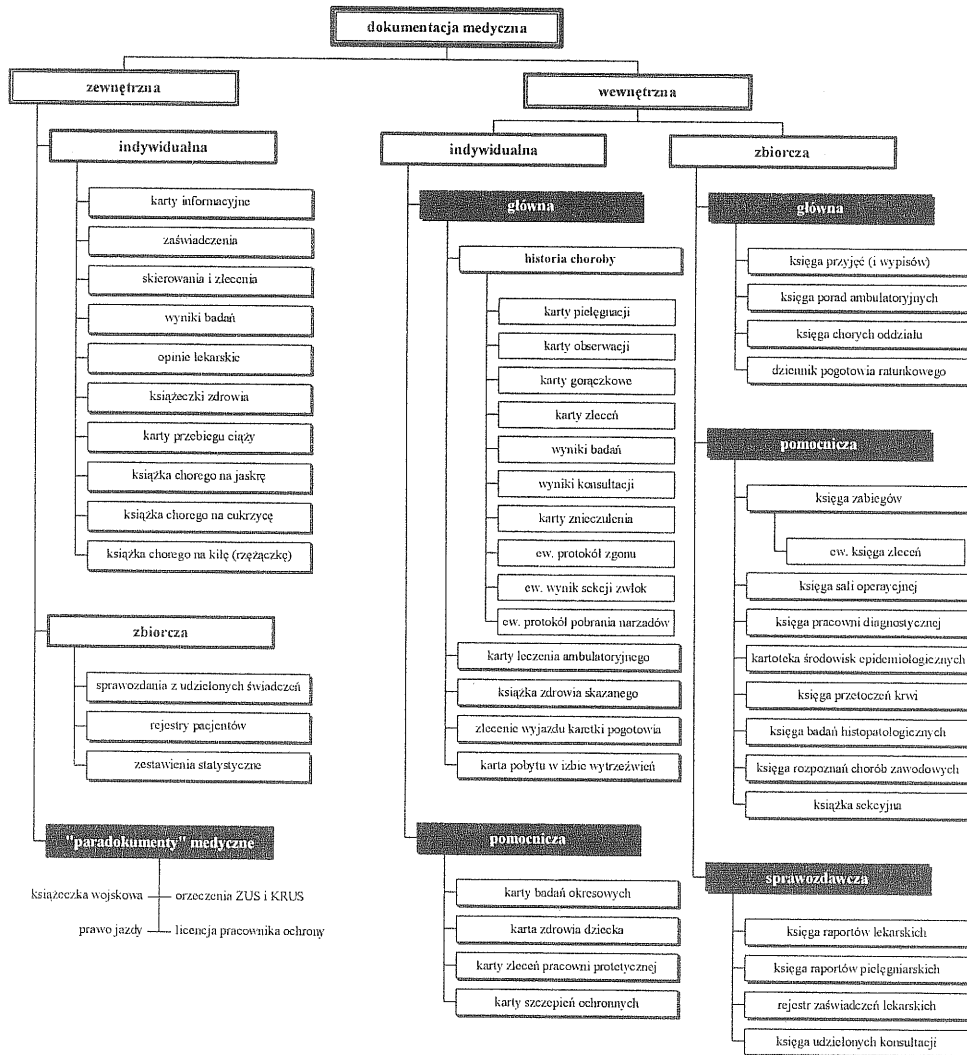 dokumentacja medyczna
zewnętrzna
indywidualna
karty informacyjne
zaświadczenia
skierowania i zlecenia
wyniki badań
opinie lekarskie
książeczki zdrowia
karty przebiegu ciąży
książka chorego na jaskrę
książka chorego na cukrzycę
książka chorego na kiłę (rzeżączkę)
zbiorcza
sprawozdania z udzielonych świadczeń
rejestry pacjentów
zestawienia statystyczne
"paradokumenty" medyczne
książeczka wojskowa
orzeczenia ZUS i KRUS
prawo jazdy
licencja pracownika ochrony
wewnętrzna
indywidualna
główna
historia choroby
karty pielęgnacji
karty obserwacji
karty gorączkowe
karty zleceń
wyniki badań
wyniki konsultacji
karty znieczulenia
ew. protokół zgonu
ew. wynik sekcji zwłok
ew. protokół pobrania narządów
karty leczenia ambulatoryjnego
książka zdrowia skazanego
zlecenie wyjazdu karetki pogotowia
karta pobytu w izbie wytrzeźwień
pomocnicza
karty badań okresowych
karta zdrowia dziecka
karty zleceń pracowni protetycznej
karty szczepień ochronnych
zbiorcza
główna
księga przyjęć (i wypisów)
księga porad ambulatoryjnych
księga chorych oddziału
dziennik pogotowia ratunkowego
pomocnicza
księga zabiegów
ew. księga zleceń
księga sali operacyjnej
księga pracowni diagnostycznej
kartoteka środowisk epidemiologicznych
księga przetoczeń krwi
księga badań histopatologicznych
księga rozpoznań chorób zawodowych
książka sekcyjna
sprawozdawcza
księga raportów lekarskich
księga raportów pielęgniarskich
rejestr zaświadczeń lekarskich
księga udzielonych konsultacji